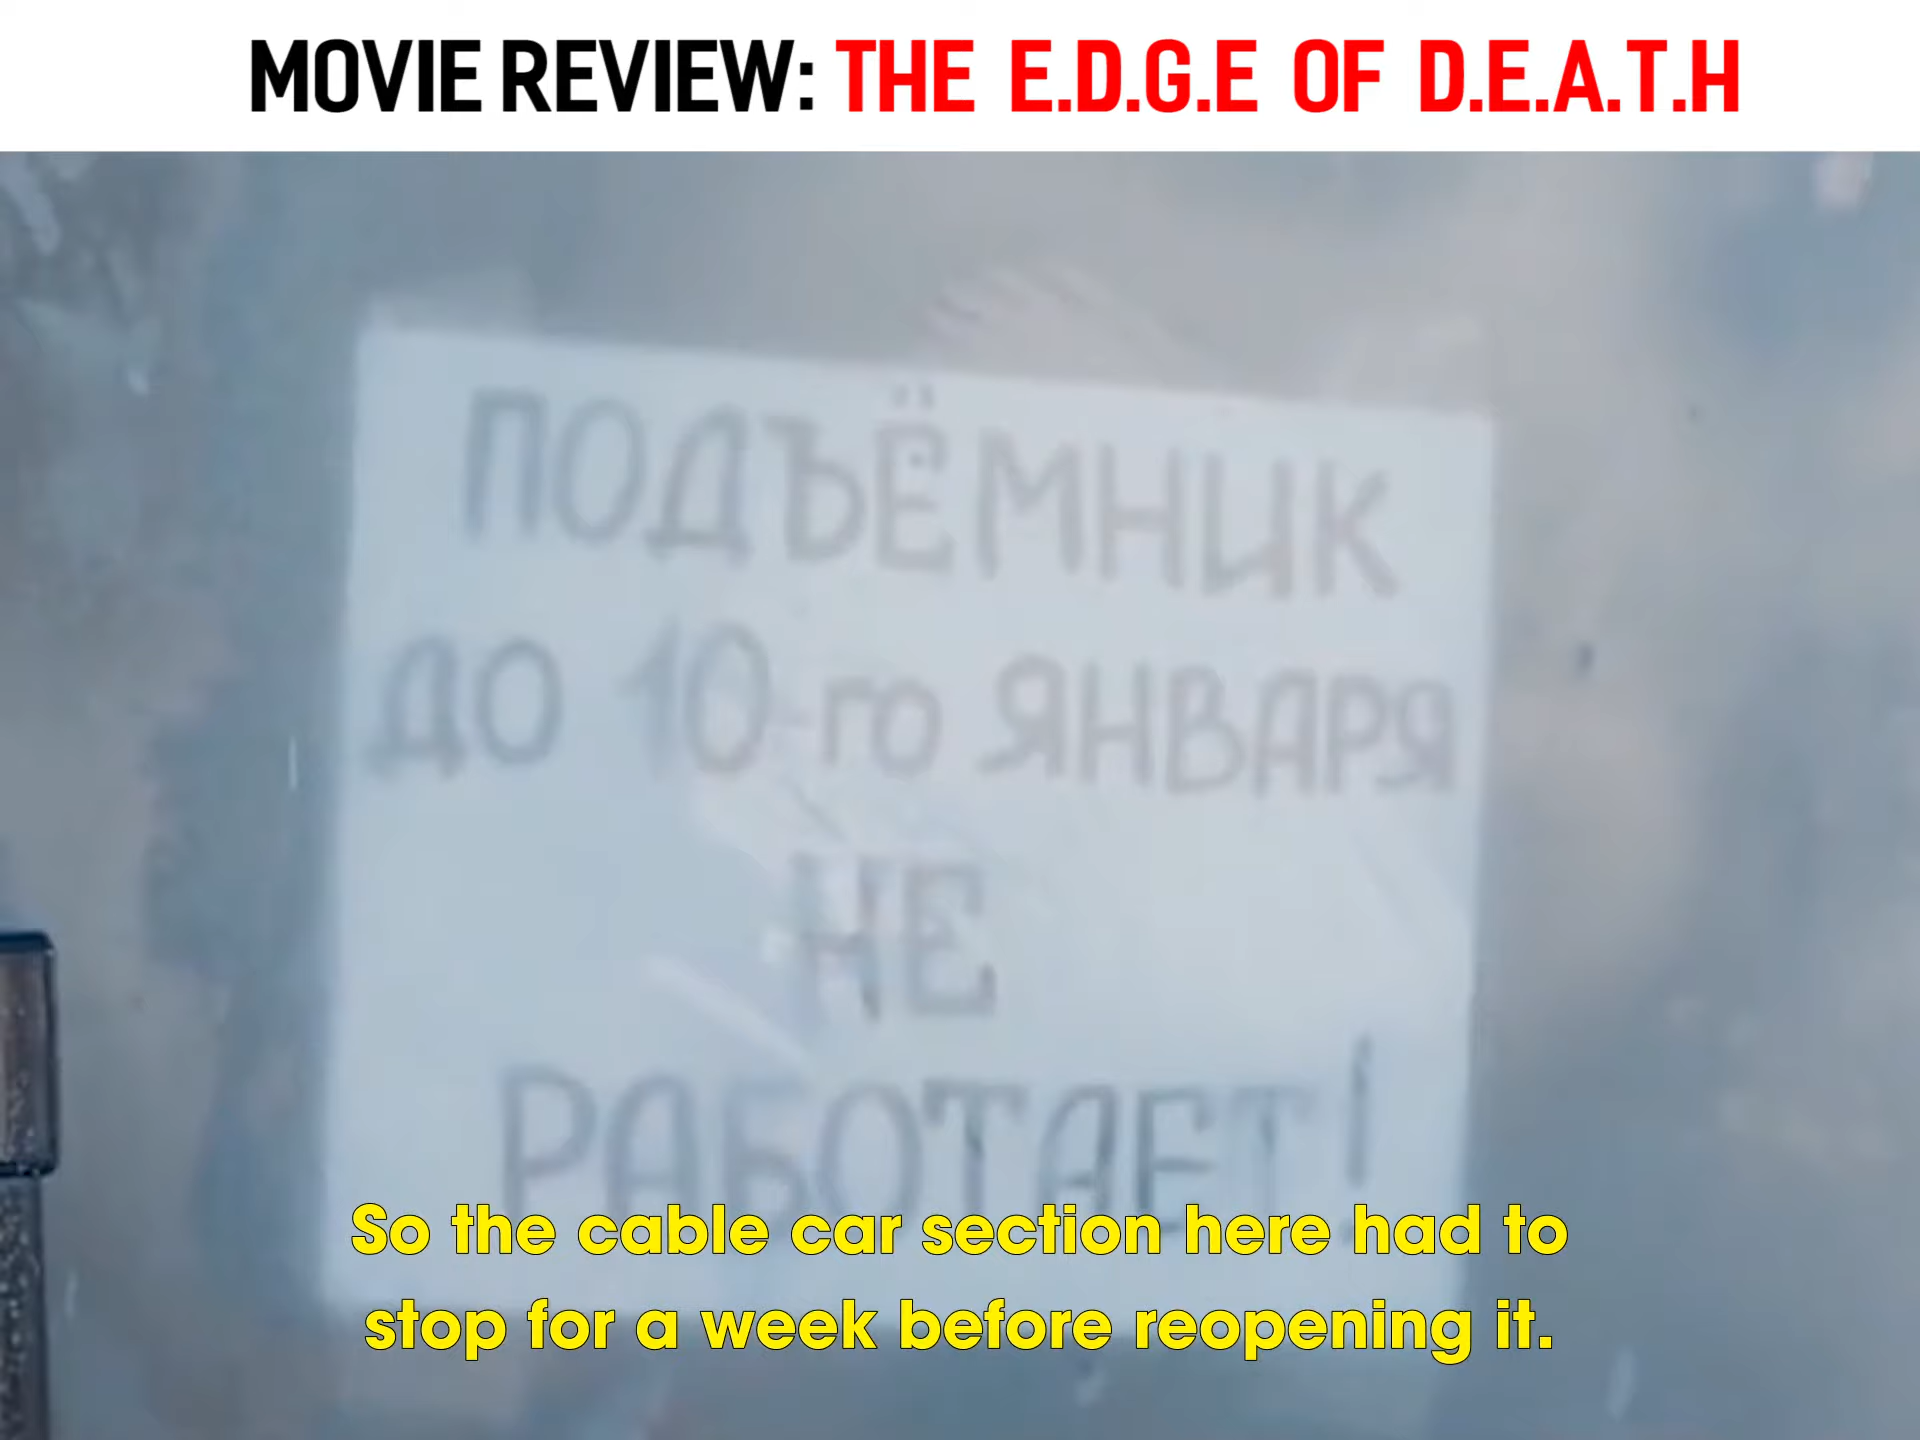 MOVIE REVIEW: THE E.D.G.E OF D.E.A.T.H
ПОДЪЁМНИК
ДО 10-го ЯНВАРЯ
НЕ
РАБОТАЕТ!
So the cable car section here had to
stop for a week before reopening it.